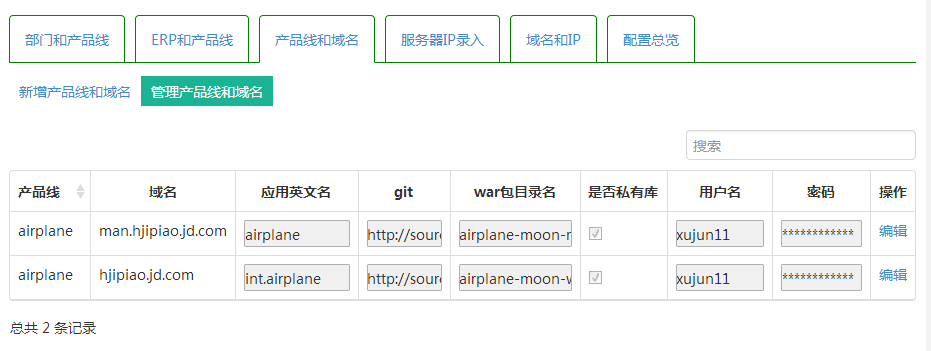 部门和产品线 ERP和产品线 产品线和域名 服务器IP录入 域名和IP 配置总览
新增产品线和域名 管理产品线和域名
搜索
产品线 域名 应用英文名 git war包目录名 是否私有库 用户名 密码 操作
airplane man.hjipiao.jd.com airplane http://sour airplane-moon- xujun11 ************ 编辑
airplane hjipiao.jd.com int.airplane http://sour airplane-moon-w xujun11 ************ 编辑
总共 2 条记录